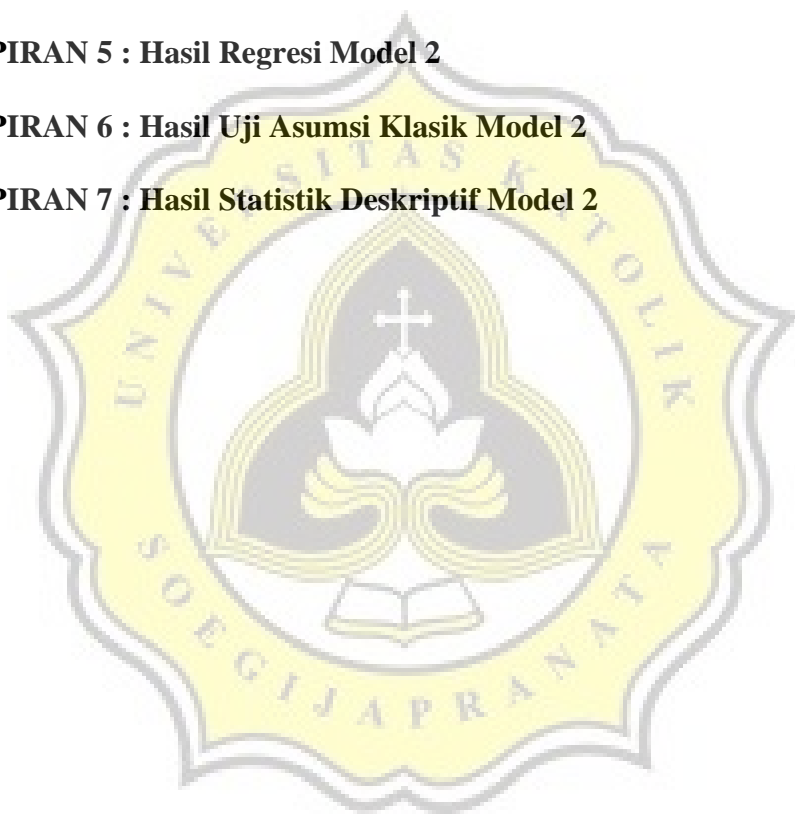 PIRAN 5 : Hasil Regresi Model 2
PIRAN 6 : Hasil Uji Asumsi Klasik Model 2
PIRAN 7 : Hasil Statistik Deskriptif Model 2
UNIVERSITAS KATOLIK
SOEGIJAPRANATA